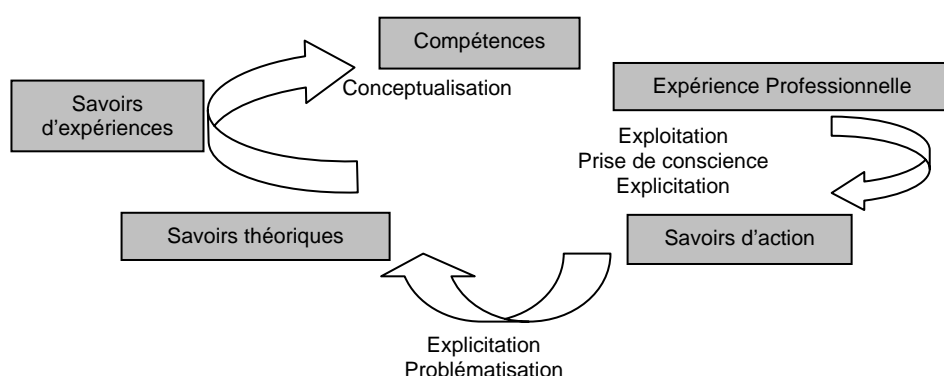 Compétences
Conceptualisation
Expérience Professionnelle
Savoirs
d’expériences
Exploitation
Prise de conscience
Explicitation
Savoirs théoriques
Savoirs d’action
Explicitation
Problématisation